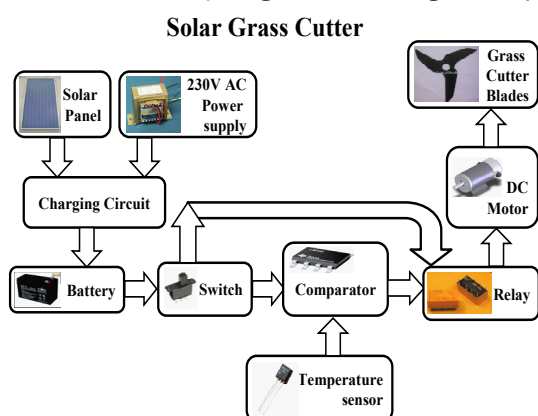 Solar Grass Cutter
Solar
Panel
230V AC
Power
supply
Grass
Cutter
Blades
Charging Circuit
DC
Motor
Battery
Switch
Comparator
Relay
Temperature
sensor